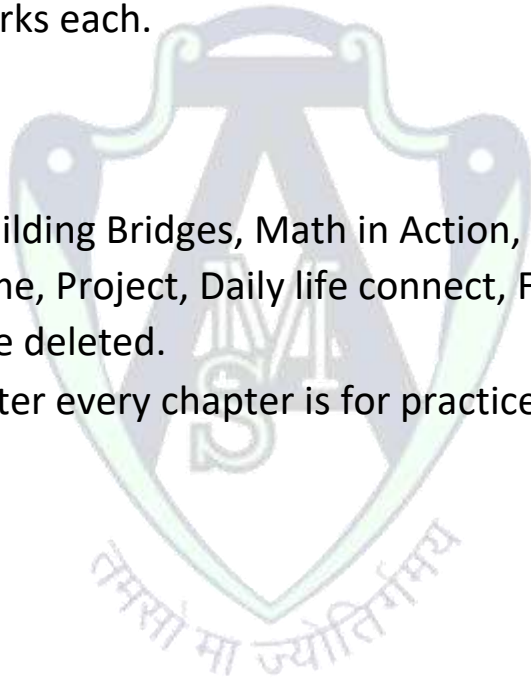 rks each.
ilding Bridges, Math in Action,
ne, Project, Daily life connect, F
e deleted.
ter every chapter is for practice
M
S
तमसो मा ज्योतिर्गमय